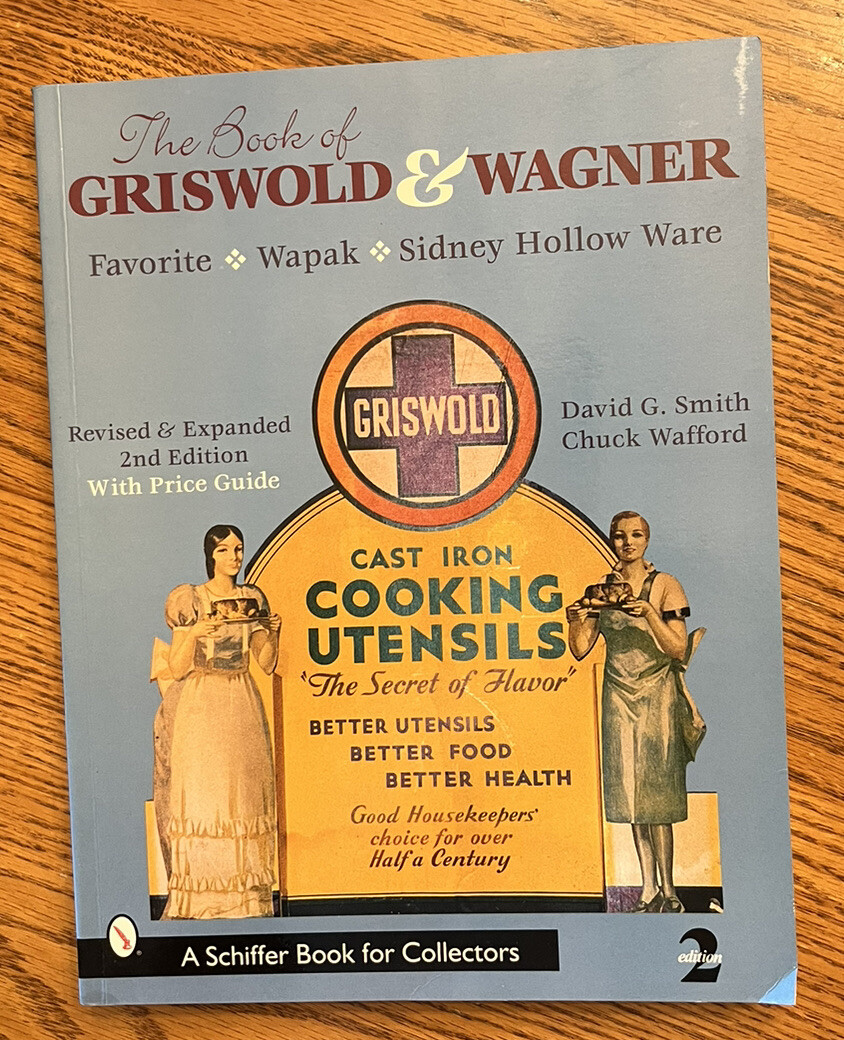 The Book of
GRISWOLD & WAGNER
Favorite ❖ Wapak ❖ Sidney Hollow Ware
GRISWOLD
David G. Smith
Chuck Wafford
Revised & Expanded
2nd Edition
With Price Guide
CAST IRON
COOKING
UTENSILS
"The Secret of Flavor"
BETTER UTENSILS
BETTER FOOD
BETTER HEALTH
Good Housekeepers'
choice for over
Half a Century
A Schiffer Book for Collectors
2 edition